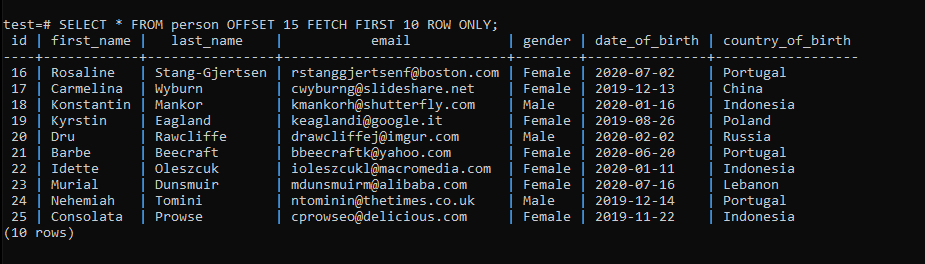 test=# SELECT * FROM person OFFSET 15 FETCH FIRST 10 ROW ONLY;
 id | first_name |   last_name    |           email            | gender | date_of_birth | country_of_birth
----+------------+----------------+----------------------------+--------+---------------+------------------
 16 | Rosaline   | Stang-Gjertsen | rstanggjertsenf@boston.com | Female | 2020-07-02    | Portugal
 17 | Carmelina  | Wyburn         | cwyburng@slideshare.net    | Female | 2019-12-13    | China
 18 | Konstantin | Mankor         | kmankorh@shutterfly.com    | Male   | 2020-01-16    | Indonesia
 19 | Kyrstin    | Eagland        | keaglandi@google.it        | Female | 2019-08-26    | Poland
 20 | Dru        | Rawcliffe      | drawcliffej@imgur.com      | Male   | 2020-02-02    | Russia
 21 | Barbe      | Beecraft       | bbeecraftk@yahoo.com       | Female | 2020-06-20    | Portugal
 22 | Idette     | Oleszcuk       | ioleszcukl@macromedia.com  | Female | 2020-01-11    | Indonesia
 23 | Murial     | Dunsmuir       | mdunsmuirm@alibaba.com     | Female | 2020-07-16    | Lebanon
 24 | Nehemiah   | Tomini         | ntominin@thetimes.co.uk    | Male   | 2019-12-14    | Portugal
 25 | Consolata  | Prowse         | cprowseo@delicious.com     | Female | 2019-11-22    | Indonesia
(10 rows)